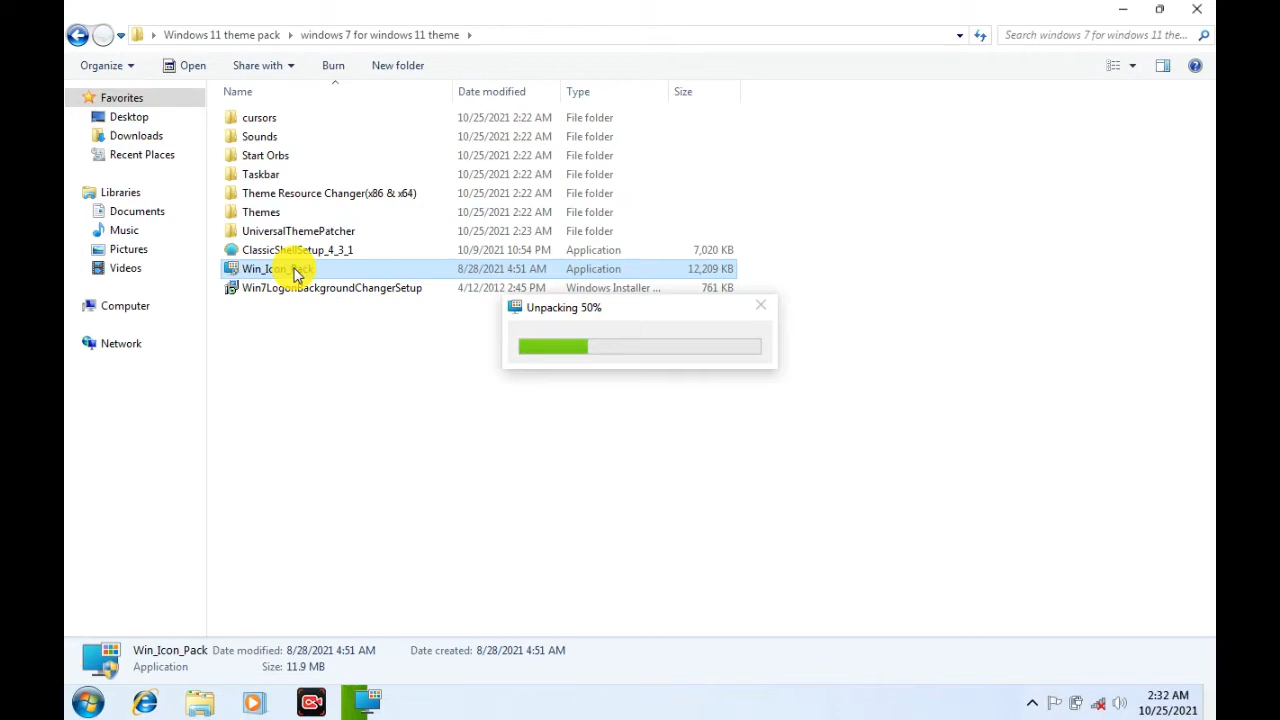 Windows 11 theme pack windows 7 for windows 11 theme Search windows 7 for windows 11 the...
Organize Open Share with Burn New folder
Name Date modified Type Size
Favorites
Desktop
Downloads
Recent Places
Libraries
Documents
Music
Pictures
Videos
Computer
Network
cursors 10/25/2021 2:22 AM File folder
Sounds 10/25/2021 2:22 AM File folder
Start Orbs 10/25/2021 2:22 AM File folder
Taskbar 10/25/2021 2:22 AM File folder
Theme Resource Changer(x86 & x64) 10/25/2021 2:22 AM File folder
Themes 10/25/2021 2:22 AM File folder
UniversalThemePatcher 10/25/2021 2:23 AM File folder
ClassicShellSetup_4_3_1 10/9/2021 10:54 PM Application 7,020 KB
Win_Icon_Pack 8/28/2021 4:51 AM Application 12,209 KB
Win7LogonBackgroundChangerSetup 4/12/2012 2:45 PM Windows Installer ... 761 KB
Unpacking 50%
Win_Icon_Pack Date modified: 8/28/2021 4:51 AM Date created: 8/28/2021 4:51 AM
Application Size: 11.9 MB
2:32 AM
10/25/2021